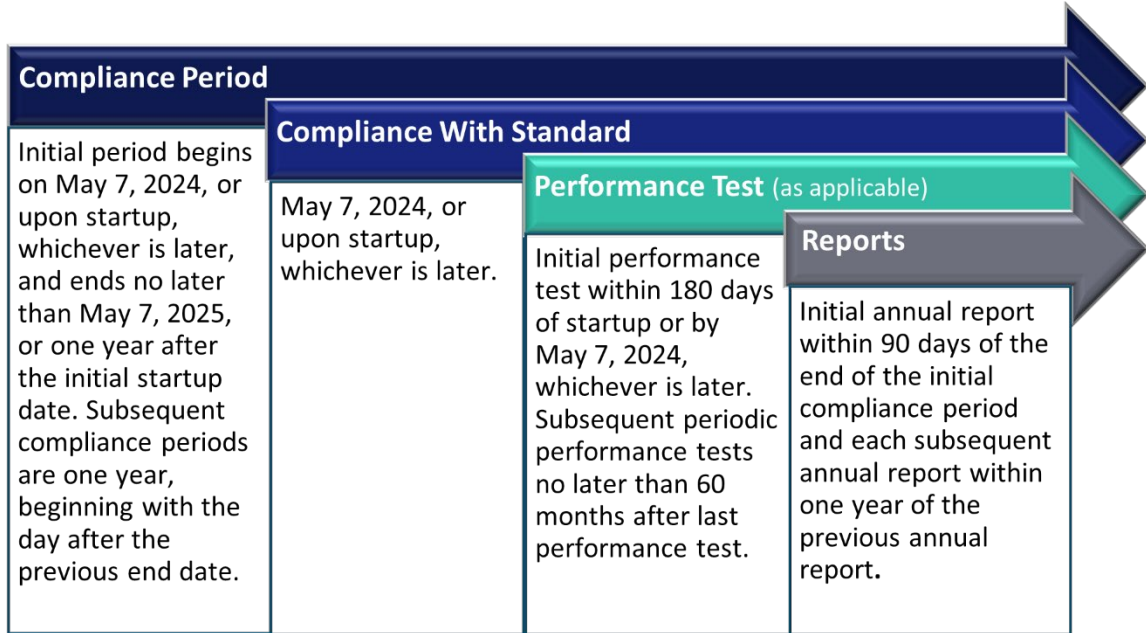 Compliance Period
Initial period begins
on May 7, 2024, or
upon startup,
whichever is later,
and ends no later
than May 7, 2025,
or one year after
the initial startup
date. Subsequent
compliance periods
are one year,
beginning with the
day after the
previous end date.
Compliance With Standard
May 7, 2024, or
upon startup,
whichever is later.
Performance Test (as applicable)
Initial performance
test within 180 days
of startup or by
May 7, 2024,
whichever is later.
Subsequent periodic
performance tests
no later than 60
months after last
performance test.
Reports
Initial annual report
within 90 days of the
end of the initial
compliance period
and each subsequent
annual report within
one year of the
previous annual
report.